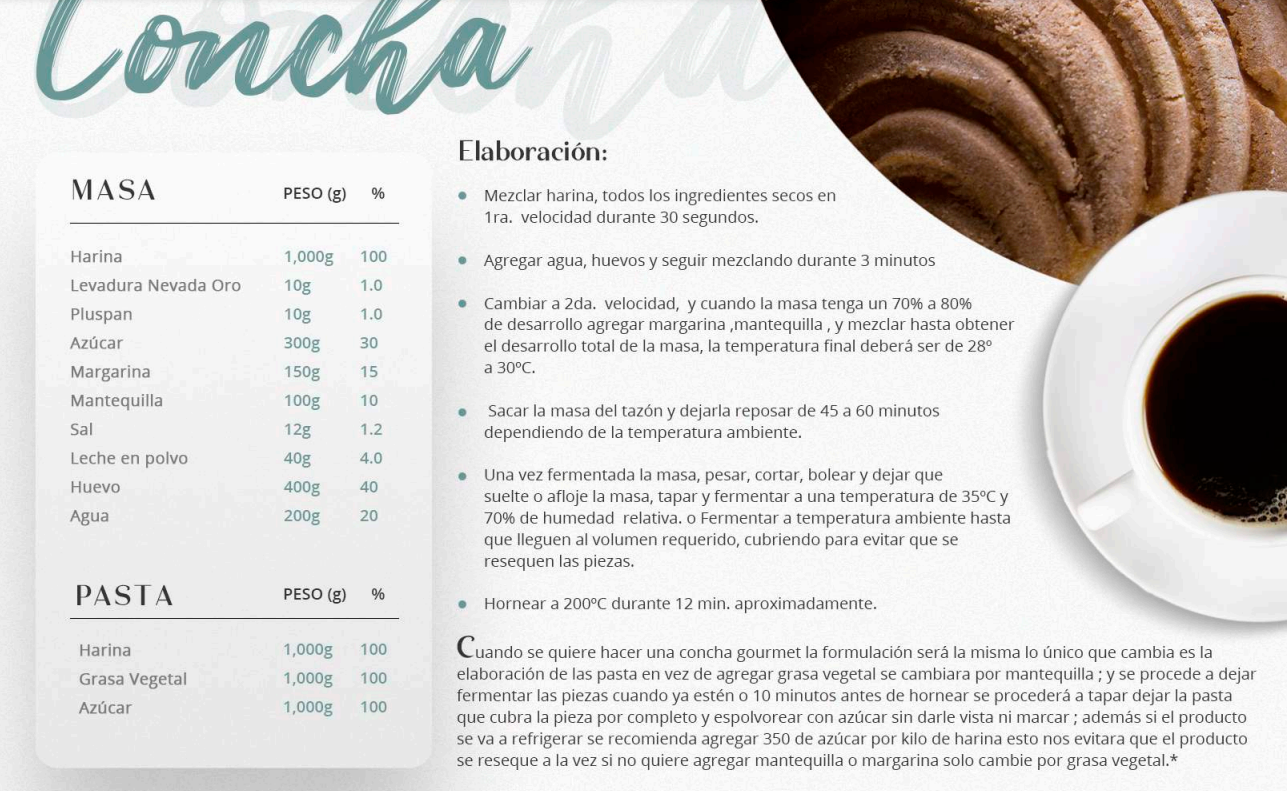 Concha
MASA PESO (g) %
Harina 1,000g 100
Levadura Nevada Oro 10g 1.0
Pluspan 10g 1.0
Azúcar 300g 30
Margarina 150g 15
Mantequilla 100g 10
Sal 12g 1.2
Leche en polvo 40g 4.0
Huevo 400g 40
Agua 200g 20
PASTA PESO (g) %
Harina 1,000g 100
Grasa Vegetal 1,000g 100
Azúcar 1,000g 100
Elaboración:
• Mezclar harina, todos los ingredientes secos en
1ra.  velocidad durante 30 segundos.
• Agregar agua, huevos y seguir mezclando durante 3 minutos
• Cambiar a 2da.  velocidad,  y cuando la masa tenga un 70% a 80%
de desarrollo agregar margarina ,mantequilla , y mezclar hasta obtener
el desarrollo total de la masa, la temperatura final deberá ser de 28º
a 30ºC.
• Sacar la masa del tazón y dejarla reposar de 45 a 60 minutos
dependiendo de la temperatura ambiente.
• Una vez fermentada la masa, pesar, cortar, bolear y dejar que
suelte o afloje la masa, tapar y fermentar a una temperatura de 35ºC y
70% de humedad  relativa. o Fermentar a temperatura ambiente hasta
que lleguen al volumen requerido, cubriendo para evitar que se
resequen las piezas.
• Hornear a 200ºC durante 12 min. aproximadamente.
Cuando se quiere hacer una concha gourmet la formulación será la misma lo único que cambia es la
elaboración de las pasta en vez de agregar grasa vegetal se cambiara por mantequilla ; y se procede a dejar
fermentar las piezas cuando ya estén o 10 minutos antes de hornear se procederá a tapar dejar la pasta
que cubra la pieza por completo y espolvorear con azúcar sin darle vista ni marcar ; además si el producto
se va a refrigerar se recomienda agregar 350 de azúcar por kilo de harina esto nos evitara que el producto
se reseque a la vez si no quiere agregar mantequilla o margarina solo cambie por grasa vegetal.*